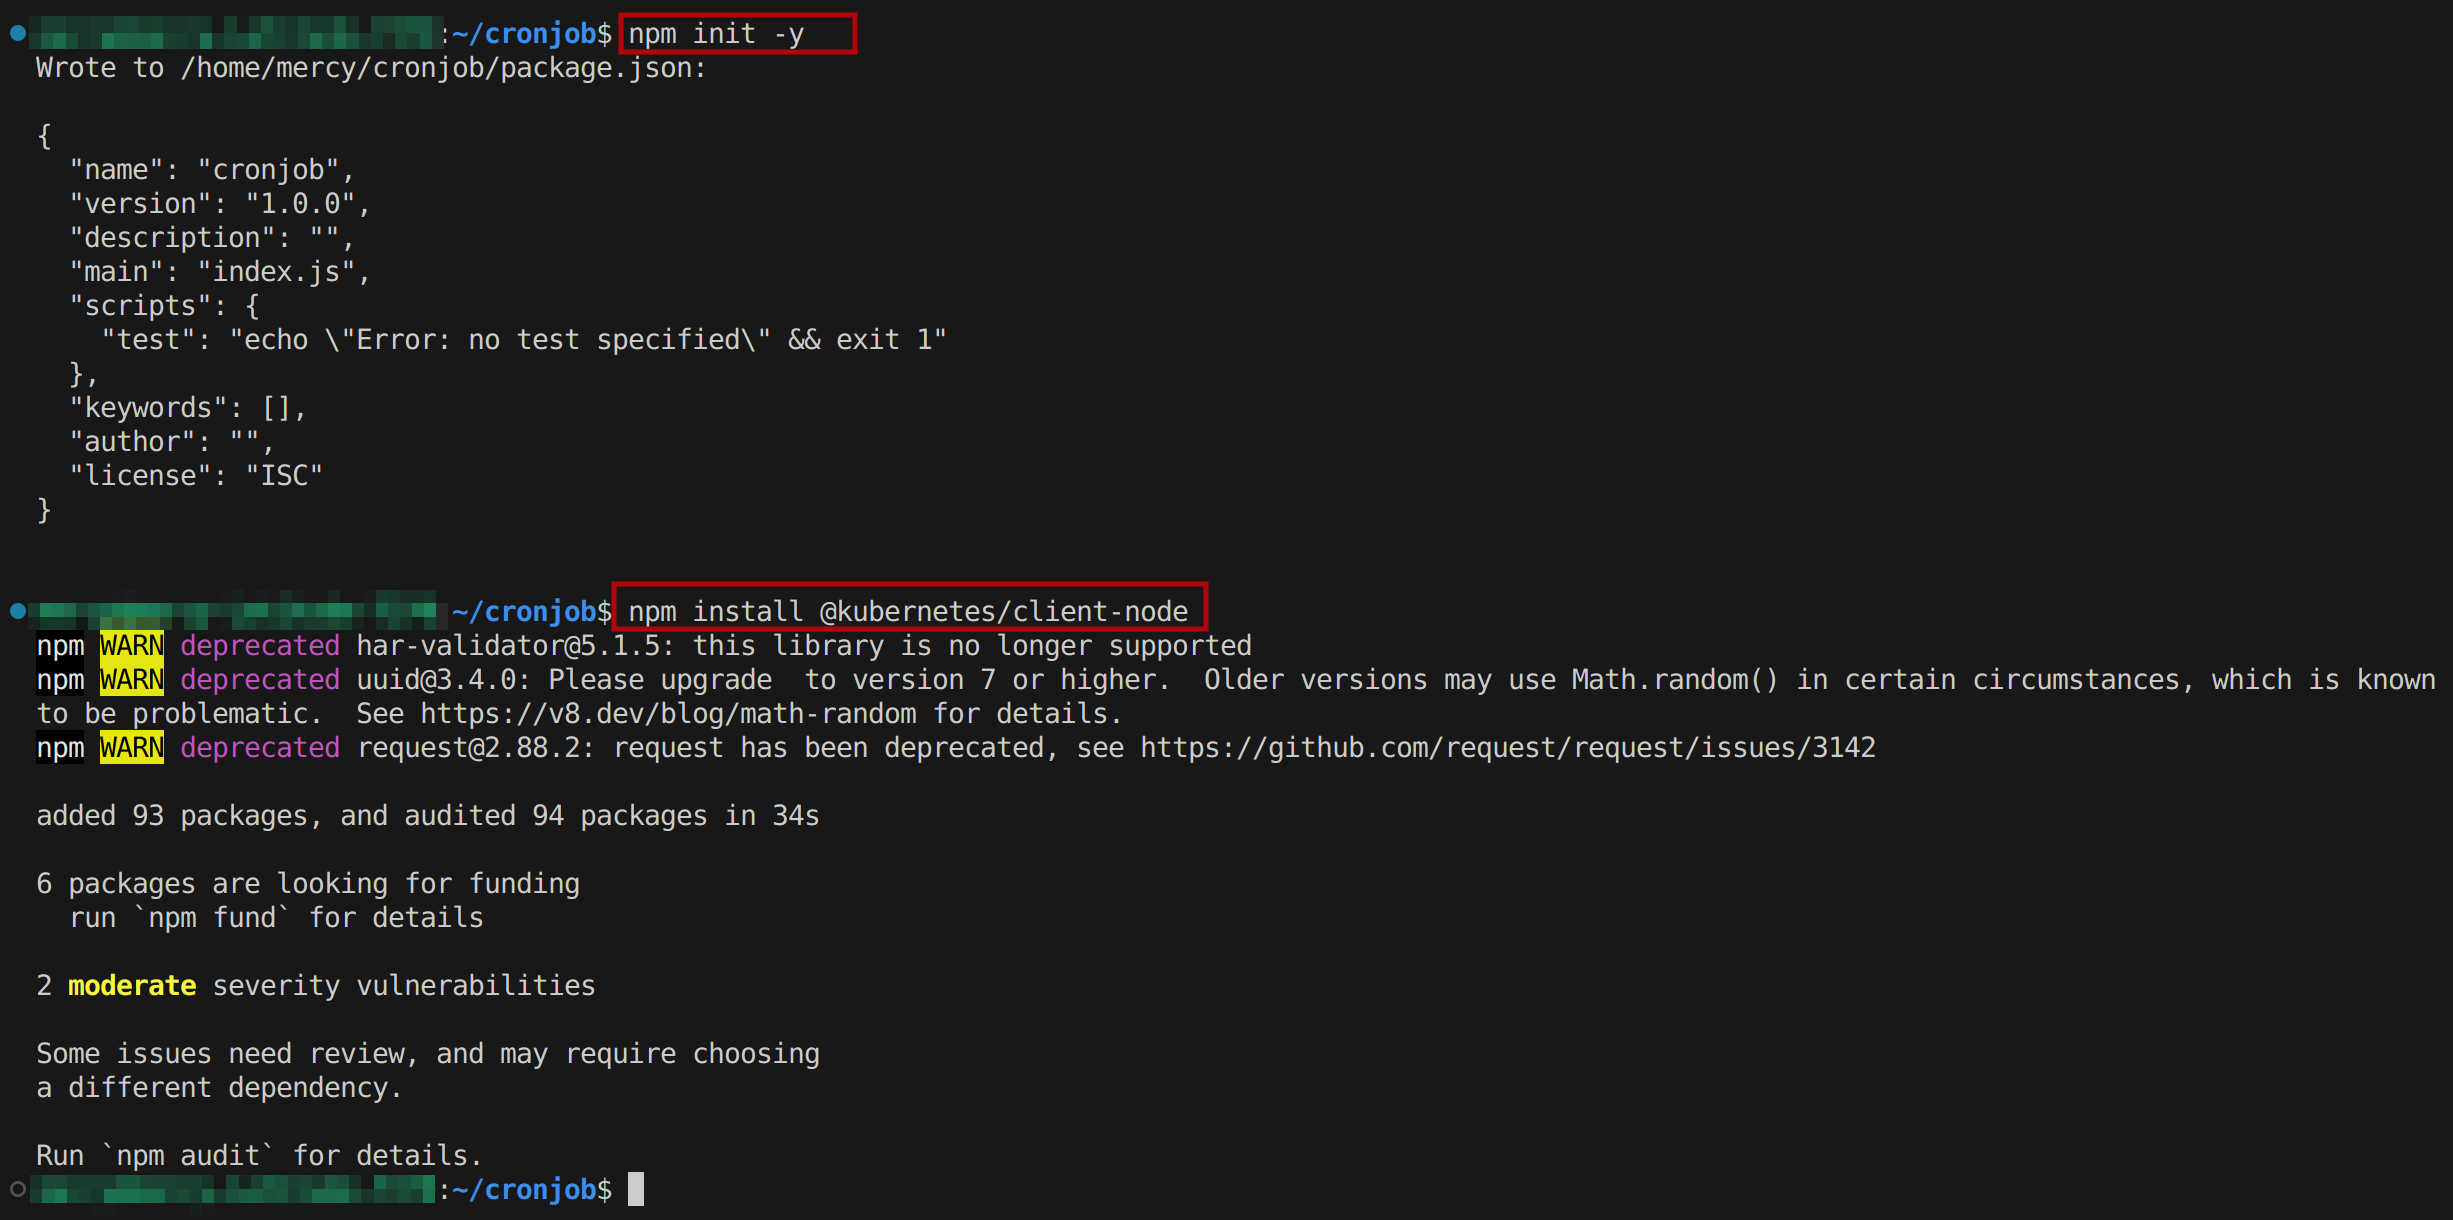 :~/cronjob$ npm init -y
Wrote to /home/mercy/cronjob/package.json:
{
  "name": "cronjob",
  "version": "1.0.0",
  "description": "",
  "main": "index.js",
  "scripts": {
    "test": "echo \"Error: no test specified\" && exit 1"
  },
  "keywords": [],
  "author": "",
  "license": "ISC"
}
~/cronjob$ npm install @kubernetes/client-node
npm WARN deprecated har-validator@5.1.5: this library is no longer supported
npm WARN deprecated uuid@3.4.0: Please upgrade  to version 7 or higher.  Older versions may use Math.random() in certain circumstances, which is known
to be problematic.  See https://v8.dev/blog/math-random for details.
npm WARN deprecated request@2.88.2: request has been deprecated, see https://github.com/request/request/issues/3142
added 93 packages, and audited 94 packages in 34s
6 packages are looking for funding
  run `npm fund` for details
2 moderate severity vulnerabilities
Some issues need review, and may require choosing
a different dependency.
Run `npm audit` for details.
:~/cronjob$